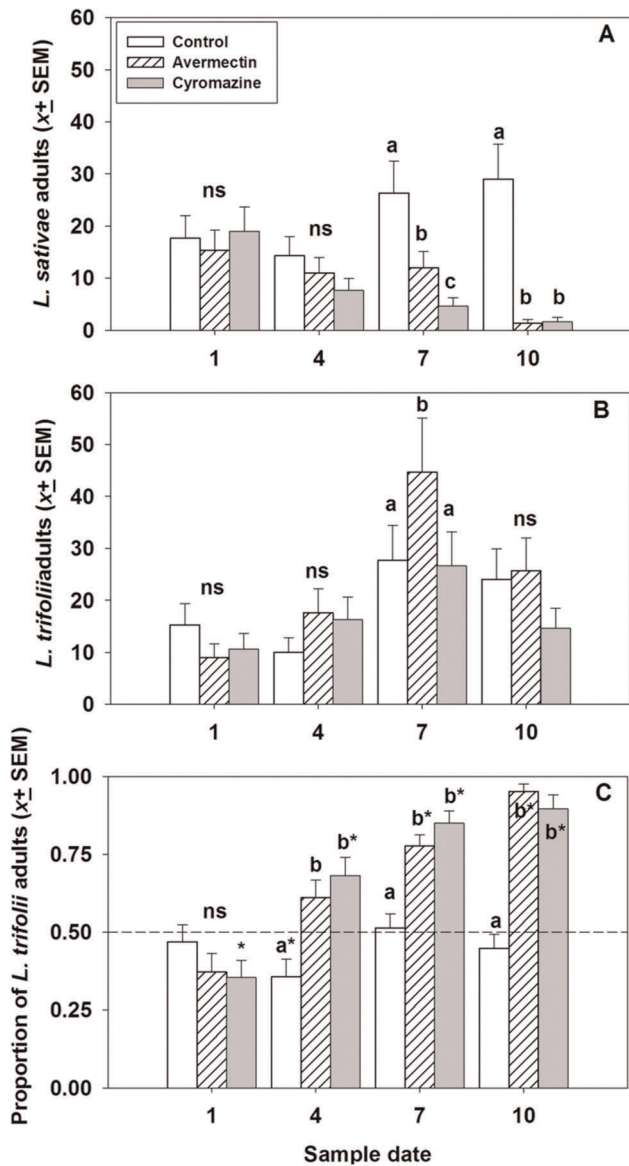 60
A
Control
50
Avermectin
Cyromazine
40
a
a
30
ns
ns
b
20
c
b b
10
0
1 4 7 10
L. sativae adults (x± SEM)
60
B
50
b
40
a
a
ns
30
ns
ns
20
10
0
1 4 7 10
L. trifoliiadults (x± SEM)
1.00
C
b*
b*
b*
b*
b*
0.75
b
ns
a
a
0.50
*
a*
0.25
0.00
1 4 7 10
Proportion of L. trifolii adults (x± SEM)
Sample date